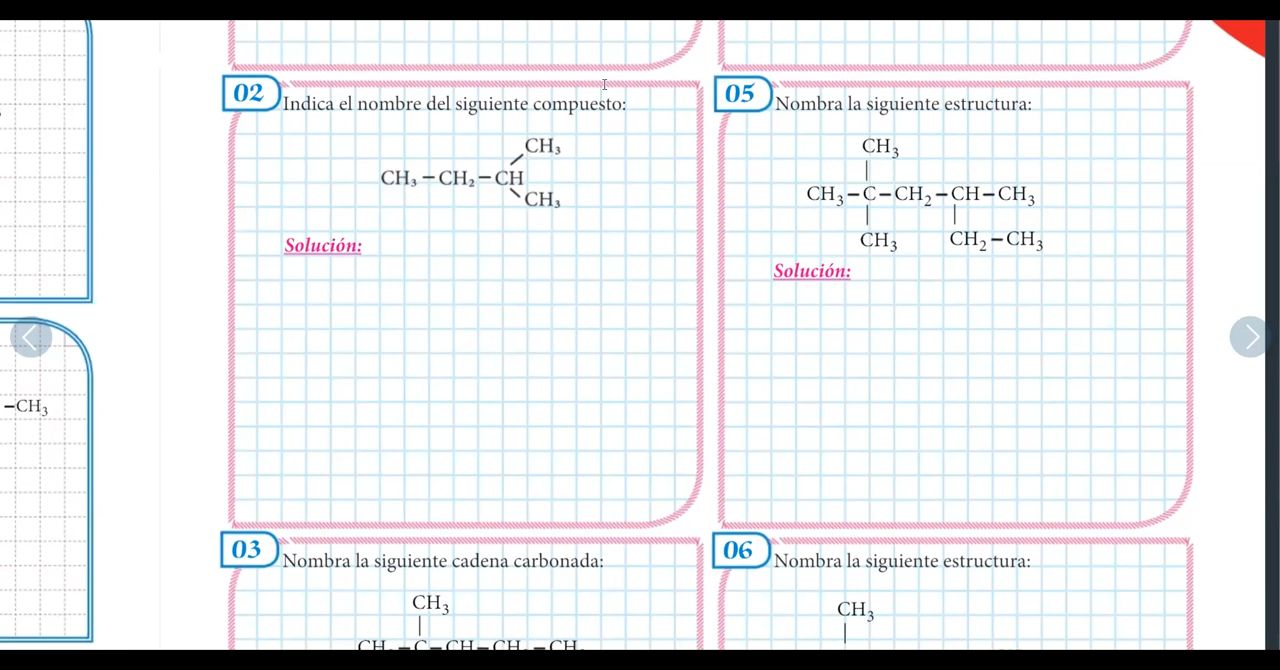 02
Indica el nombre del siguiente compuesto:
CH₃
CH₃ – CH₂ – CH
CH₃
Solución:
–CH₃
03
Nombra la siguiente cadena carbonada:
CH₃
05
Nombra la siguiente estructura:
CH₃
CH₃ – C – CH₂ – CH – CH₃
CH₃ CH₂ – CH₃
Solución:
06
Nombra la siguiente estructura:
CH₃